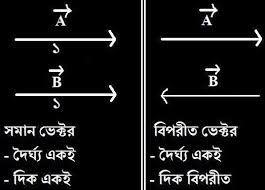 A
১
B
১
সমান ভেক্টর
- দৈর্ঘ্য একই
- দিক একই
A
B
বিপরীত ভেক্টর
- দৈর্ঘ্য একই
- দিক বিপরীত